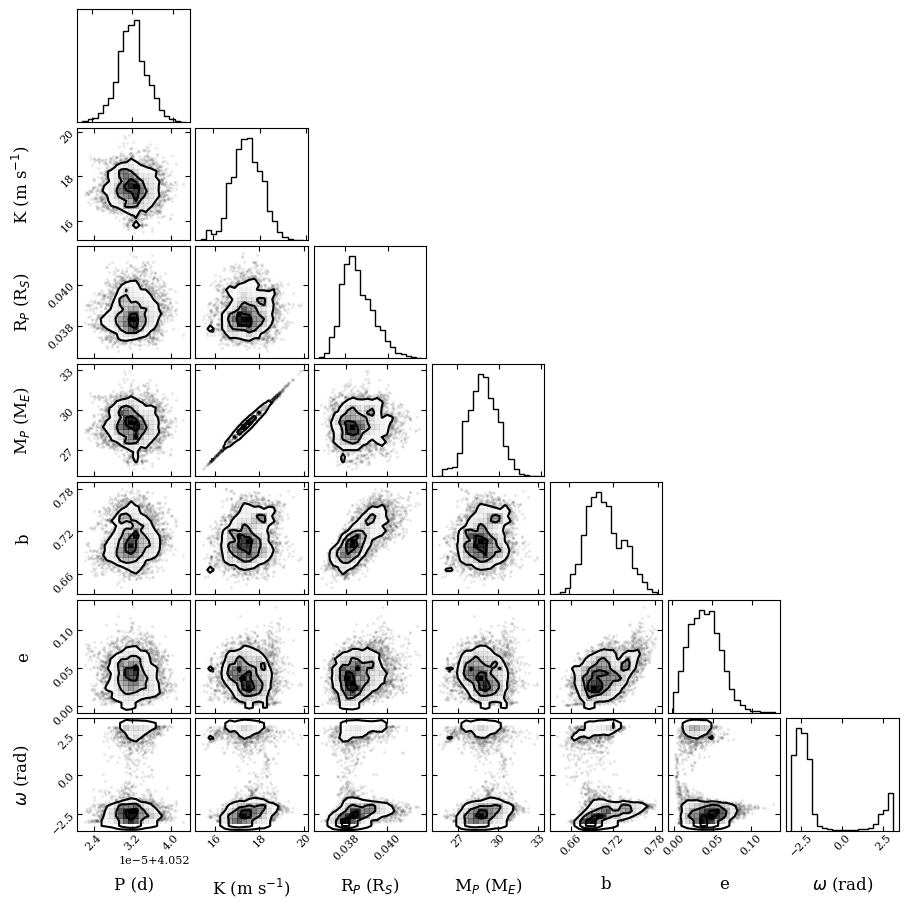 K (m s⁻¹)
20
18
16
R_P (R_S)
0.040
0.038
M_P (M_E)
33
30
27
b
0.78
0.72
0.66
e
0.10
0.05
0.00
ω (rad)
2.5
0.0
−2.5
2.4 3.2 4.0 16 18 20 0.038 0.040 27 30 33 0.66 0.72 0.78 0.00 0.05 0.10 −2.5 0.0 2.5
1e−5+4.052
P (d) K (m s⁻¹) R_P (R_S) M_P (M_E) b e ω (rad)